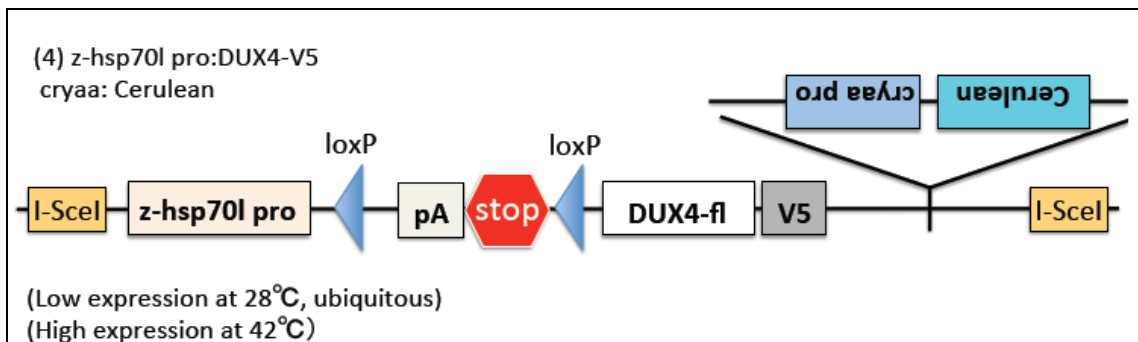 (4) z-hsp70l pro:DUX4-V5
cryaa: Cerulean
cryaa pro Cerulean
loxP loxP
I-SceI z-hsp70l pro pA stop DUX4-fl V5 I-SceI
(Low expression at 28℃, ubiquitous)
(High expression at 42℃)